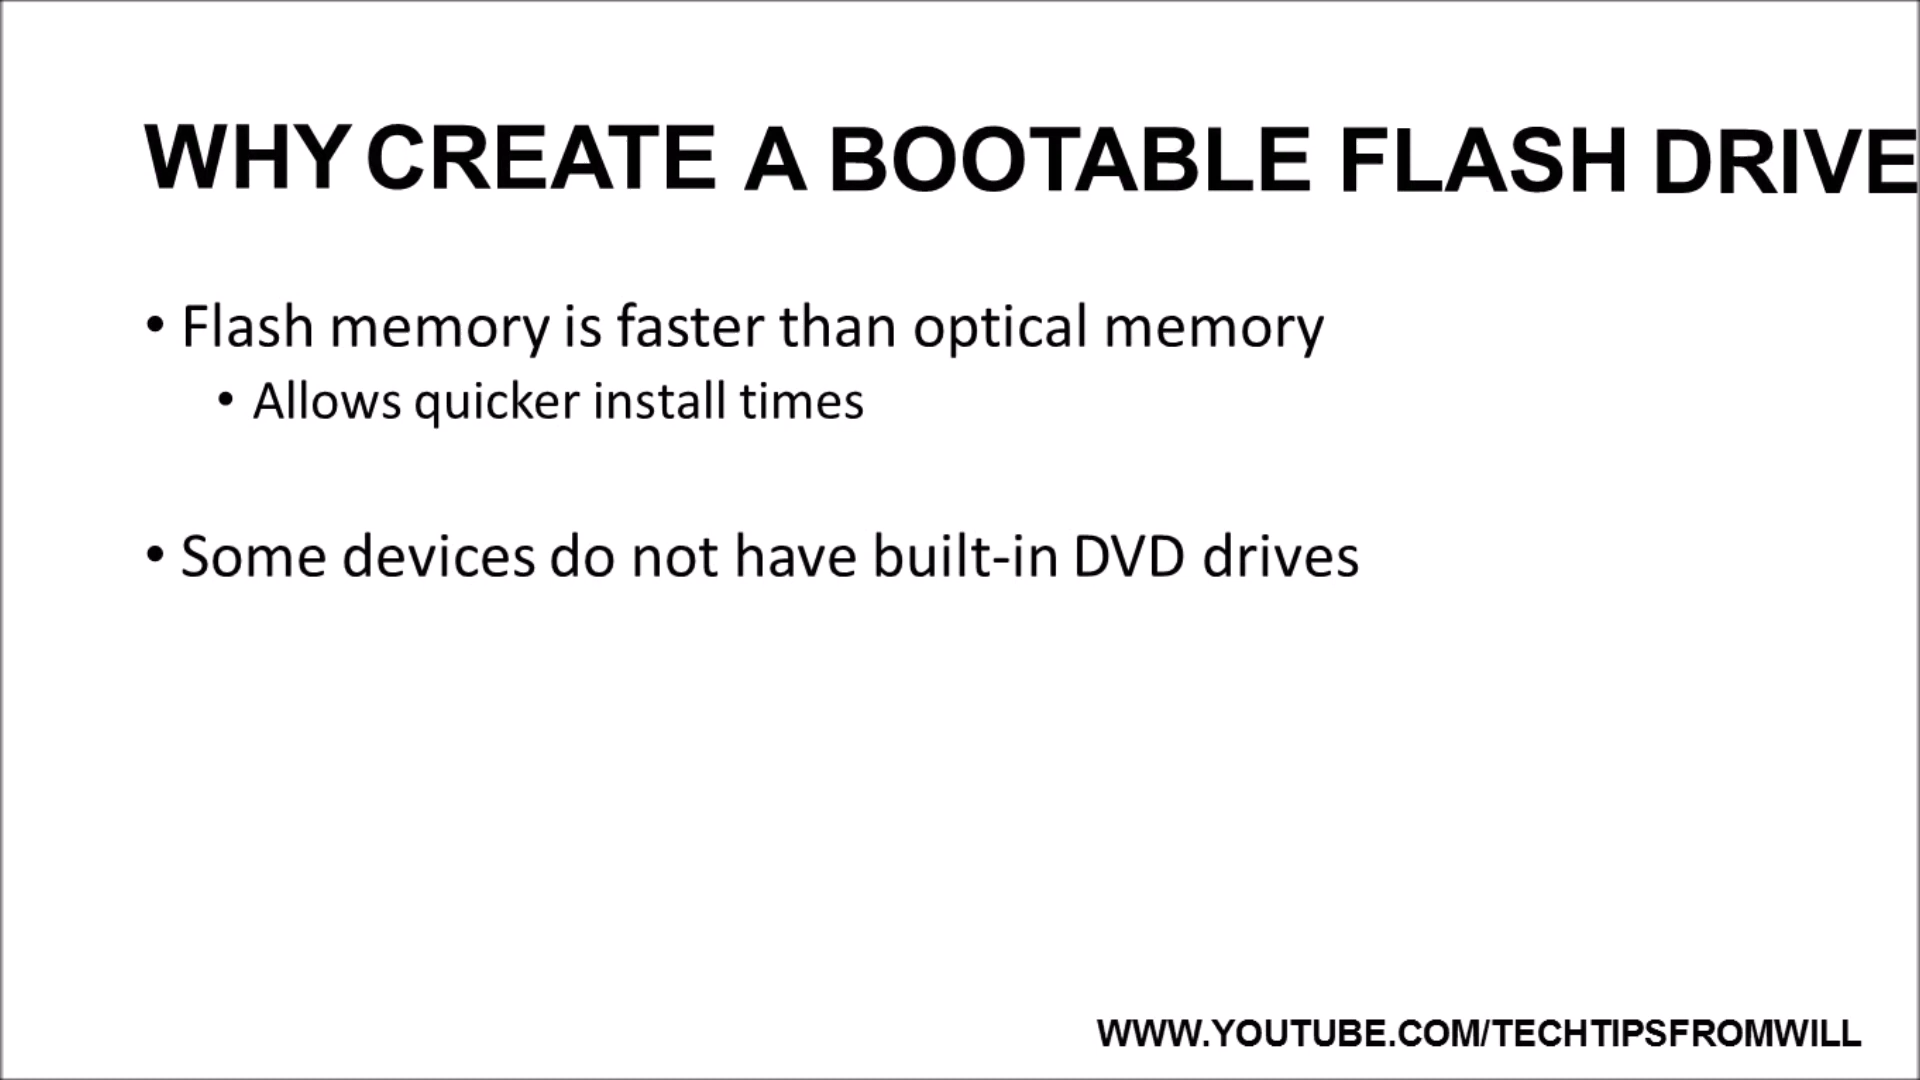 WHY CREATE A BOOTABLE FLASH DRIVE
• Flash memory is faster than optical memory
• Allows quicker install times
• Some devices do not have built-in DVD drives
WWW.YOUTUBE.COM/TECHTIPSFROMWILL